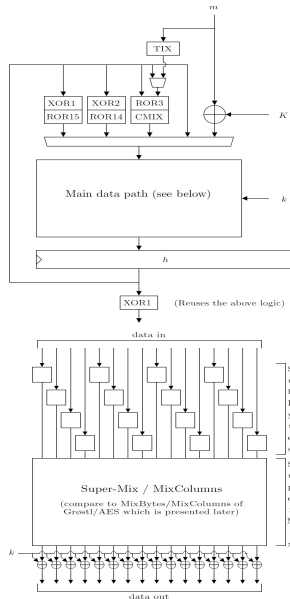 m
TIX
XOR1 XOR2 ROR3
ROR15 ROR14 CMIX
K
Main data path (see below)
k
h
XOR1 (Reuses the above logic)
data in
Super-Mix / MixColumns
(compare to MixBytes/MixColumns of
Grøstl/AES which is presented later)
k
data out